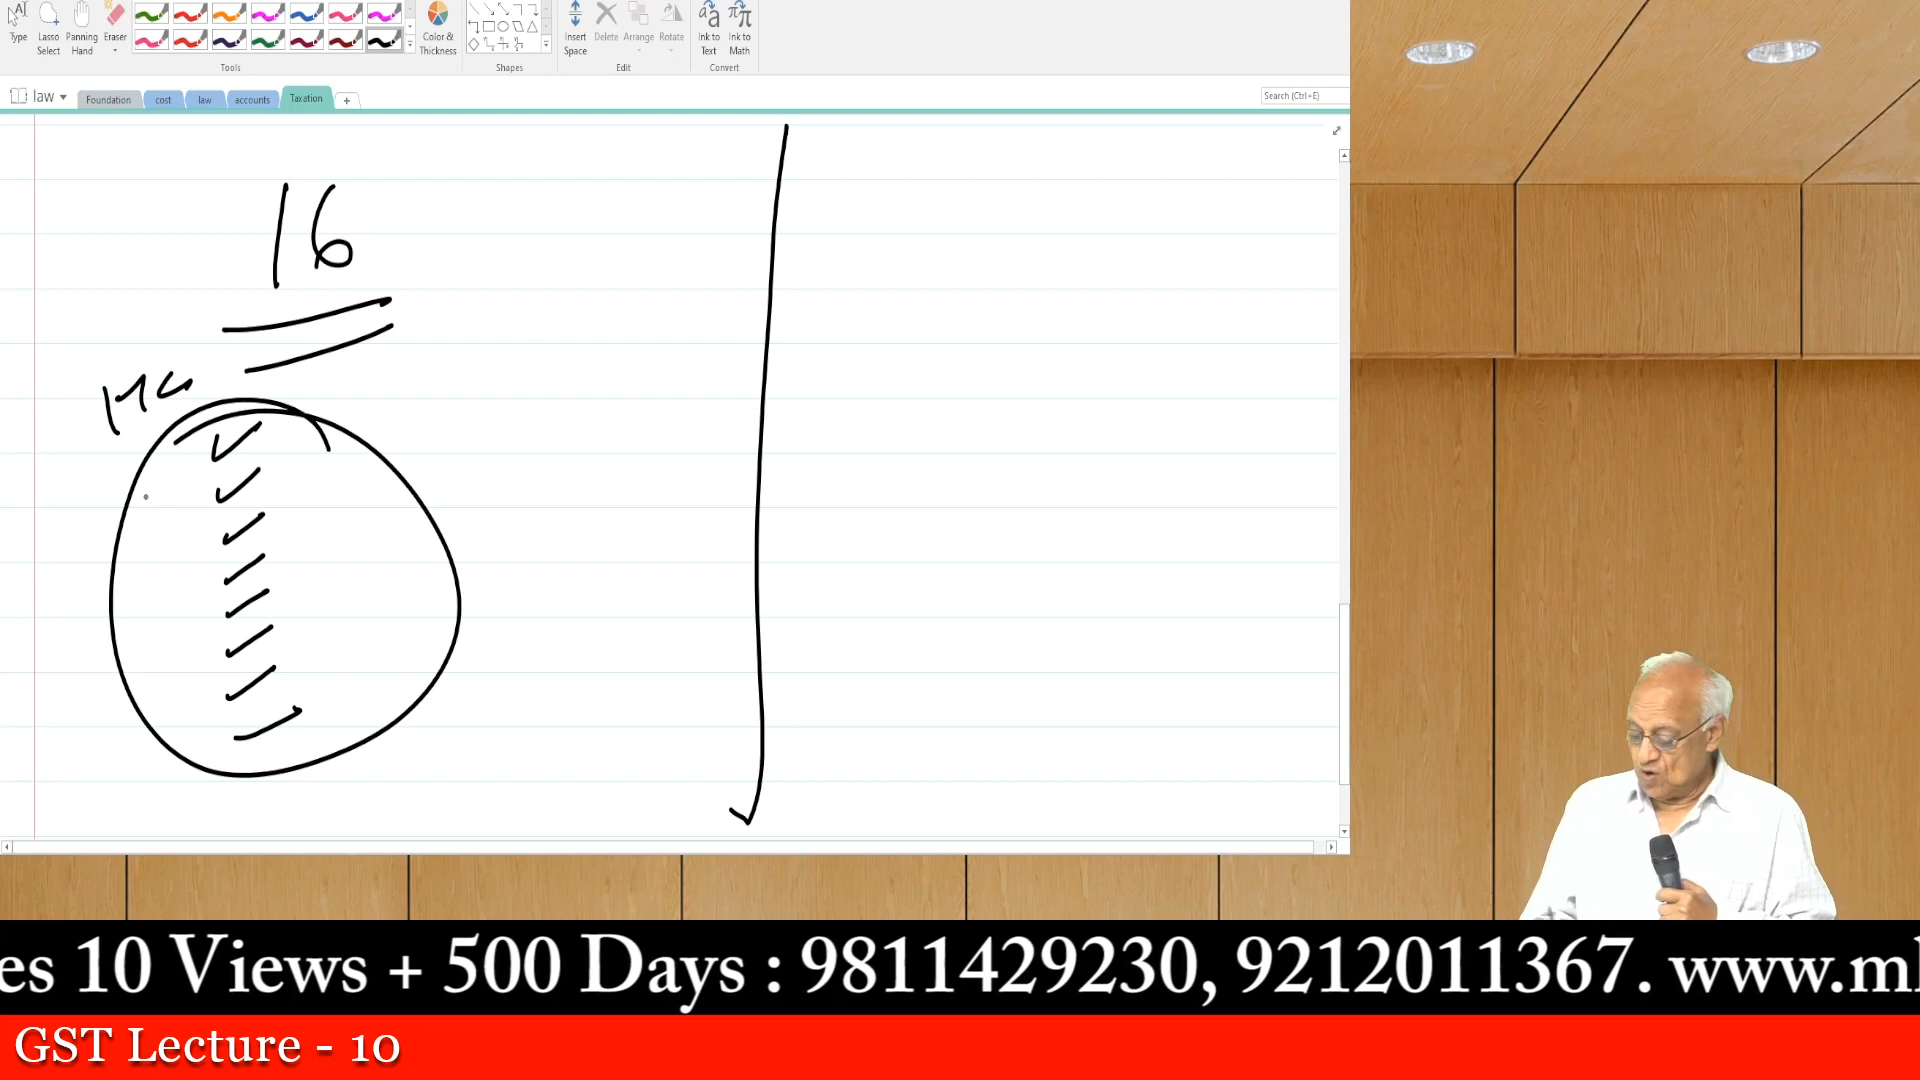 Type
Lasso Select
Panning Hand
Eraser
Color & Thickness
Insert Space
Delete
Arrange
Rotate
Ink to Text
Ink to Math
Tools
Shapes
Edit
Convert
law
Foundation
cost
law
accounts
Taxation
Search (Ctrl+E)
16
es 10 Views + 500 Days : 9811429230, 9212011367. www.ml
GST Lecture - 10